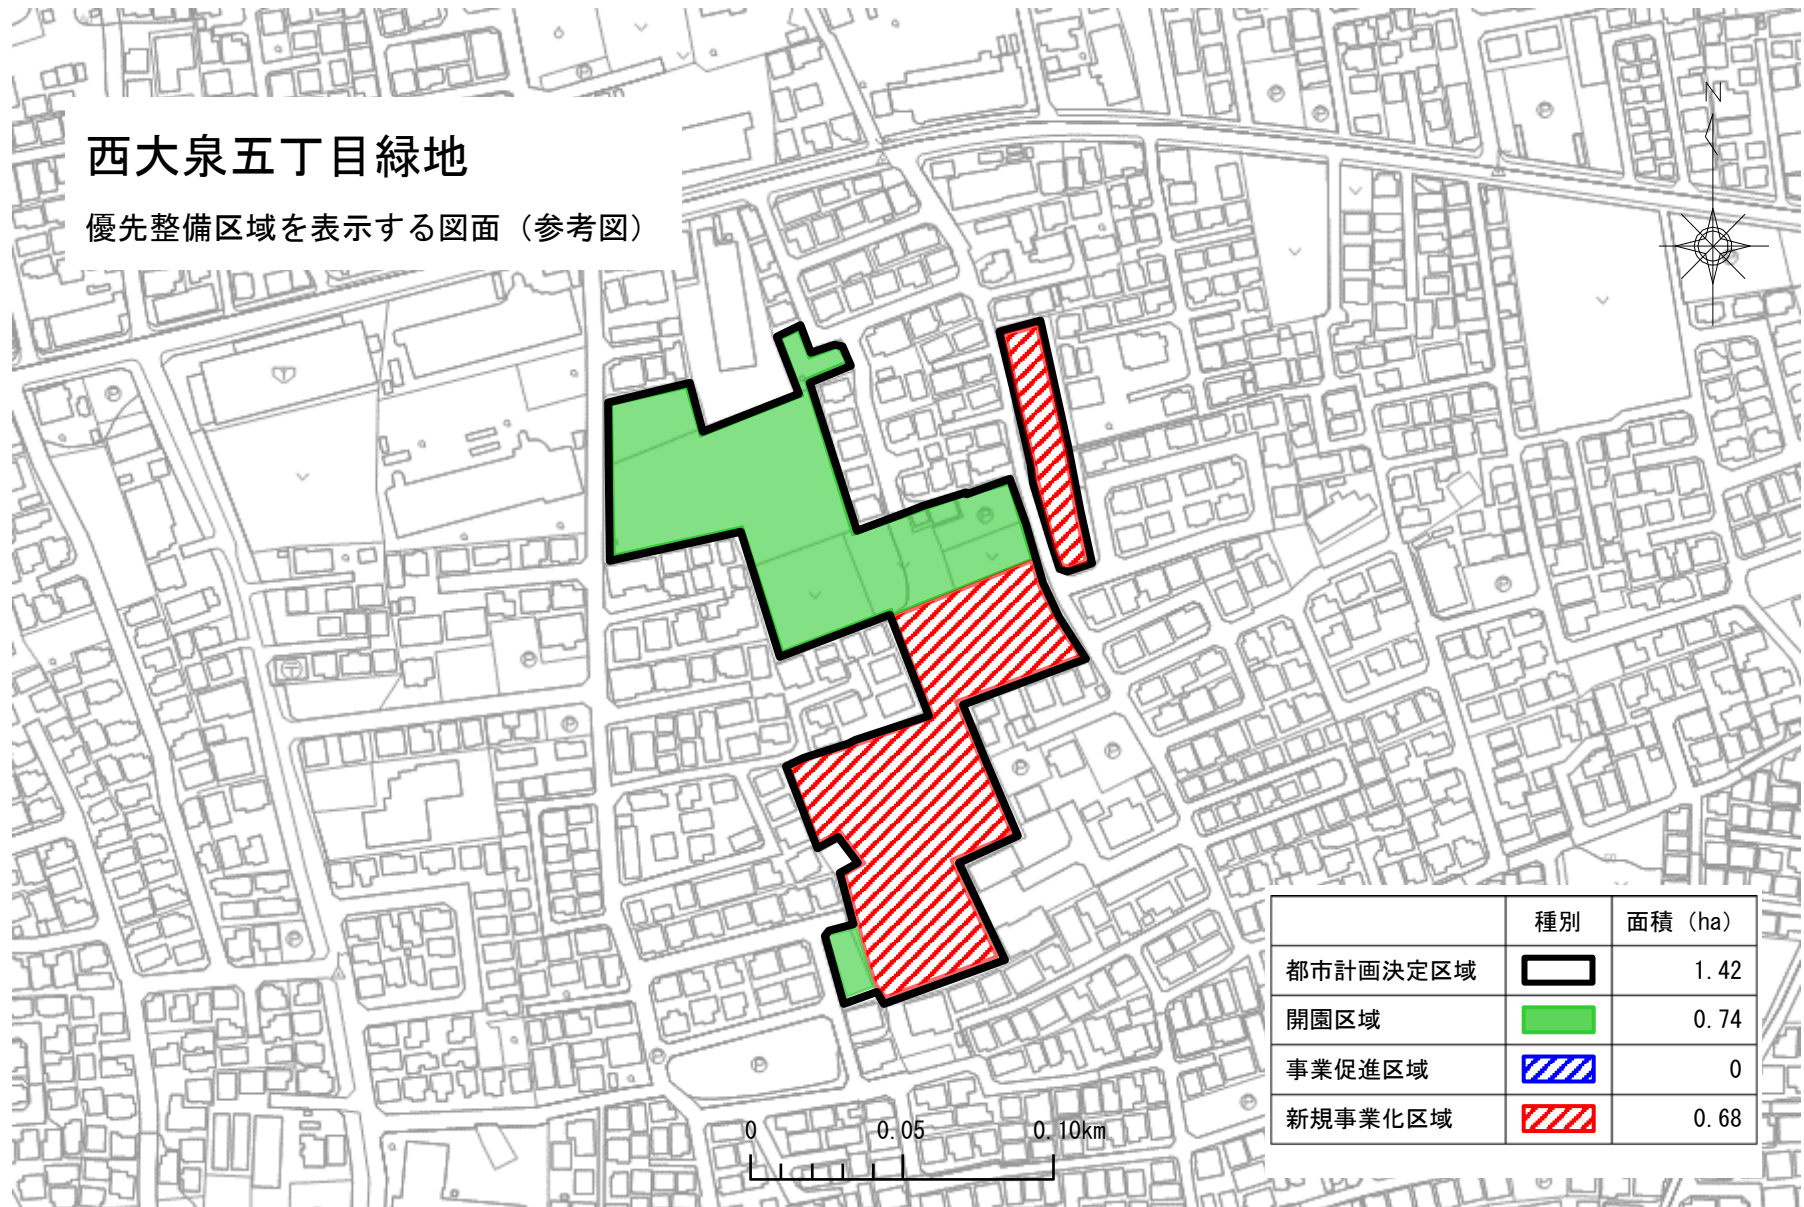 西大泉五丁目緑地
優先整備区域を表示する図面（参考図）
N
種別 面積（ha）
都市計画決定区域 1.42
開園区域 0.74
事業促進区域 0
新規事業化区域 0.68
0 0.05 0.10km